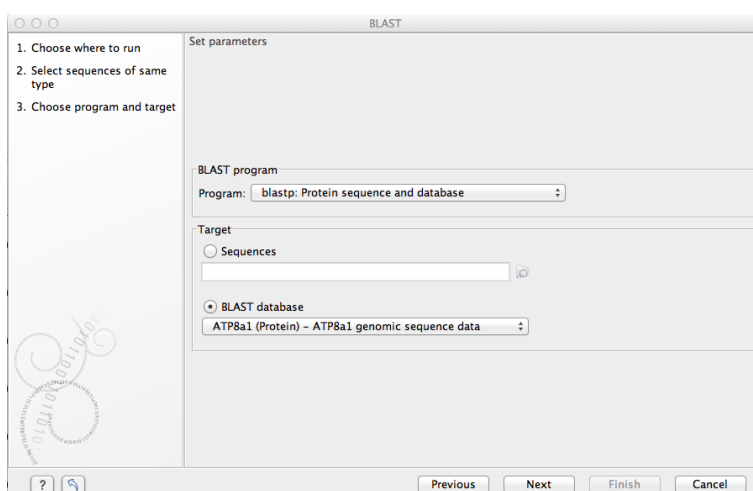 BLAST
1. Choose where to run
2. Select sequences of same
type
3. Choose program and target
Set parameters
BLAST program
Program: blastp: Protein sequence and database
Target
Sequences
BLAST database
ATP8a1 (Protein) – ATP8a1 genomic sequence data
?
Previous
Next
Finish
Cancel